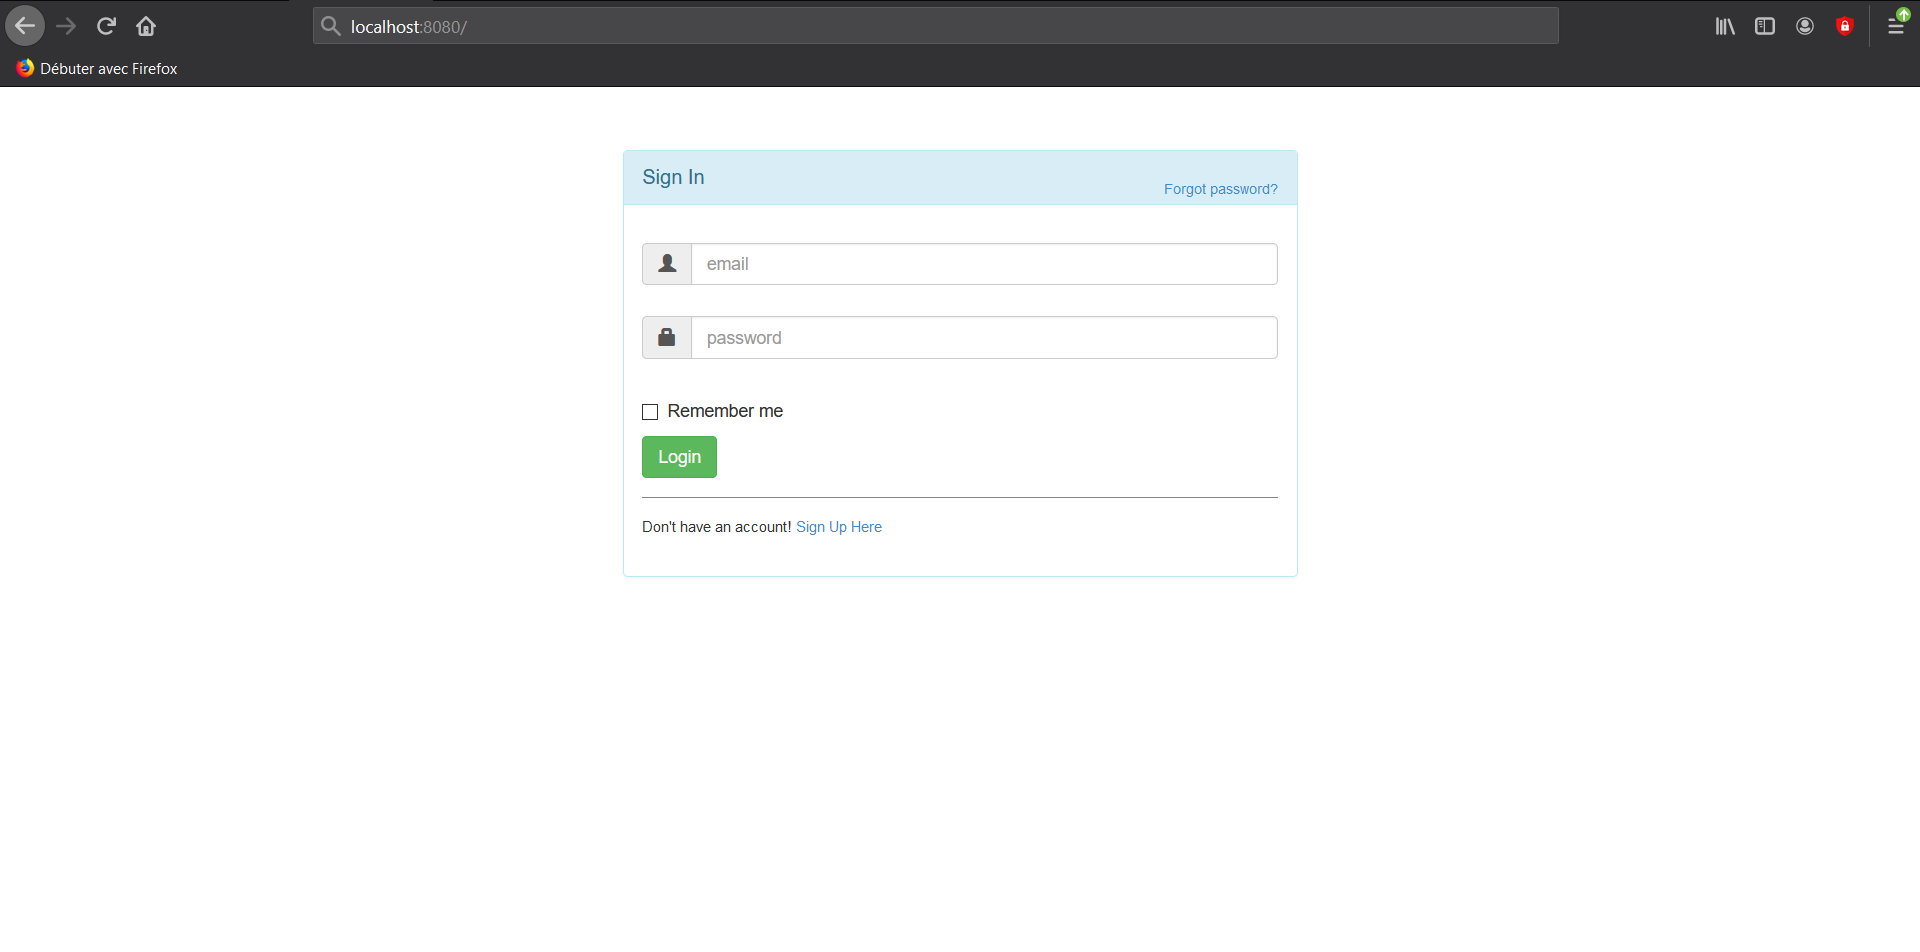 localhost:8080/
Débuter avec Firefox
Sign In
Forgot password?
email
password
Remember me
Login
Don't have an account! Sign Up Here